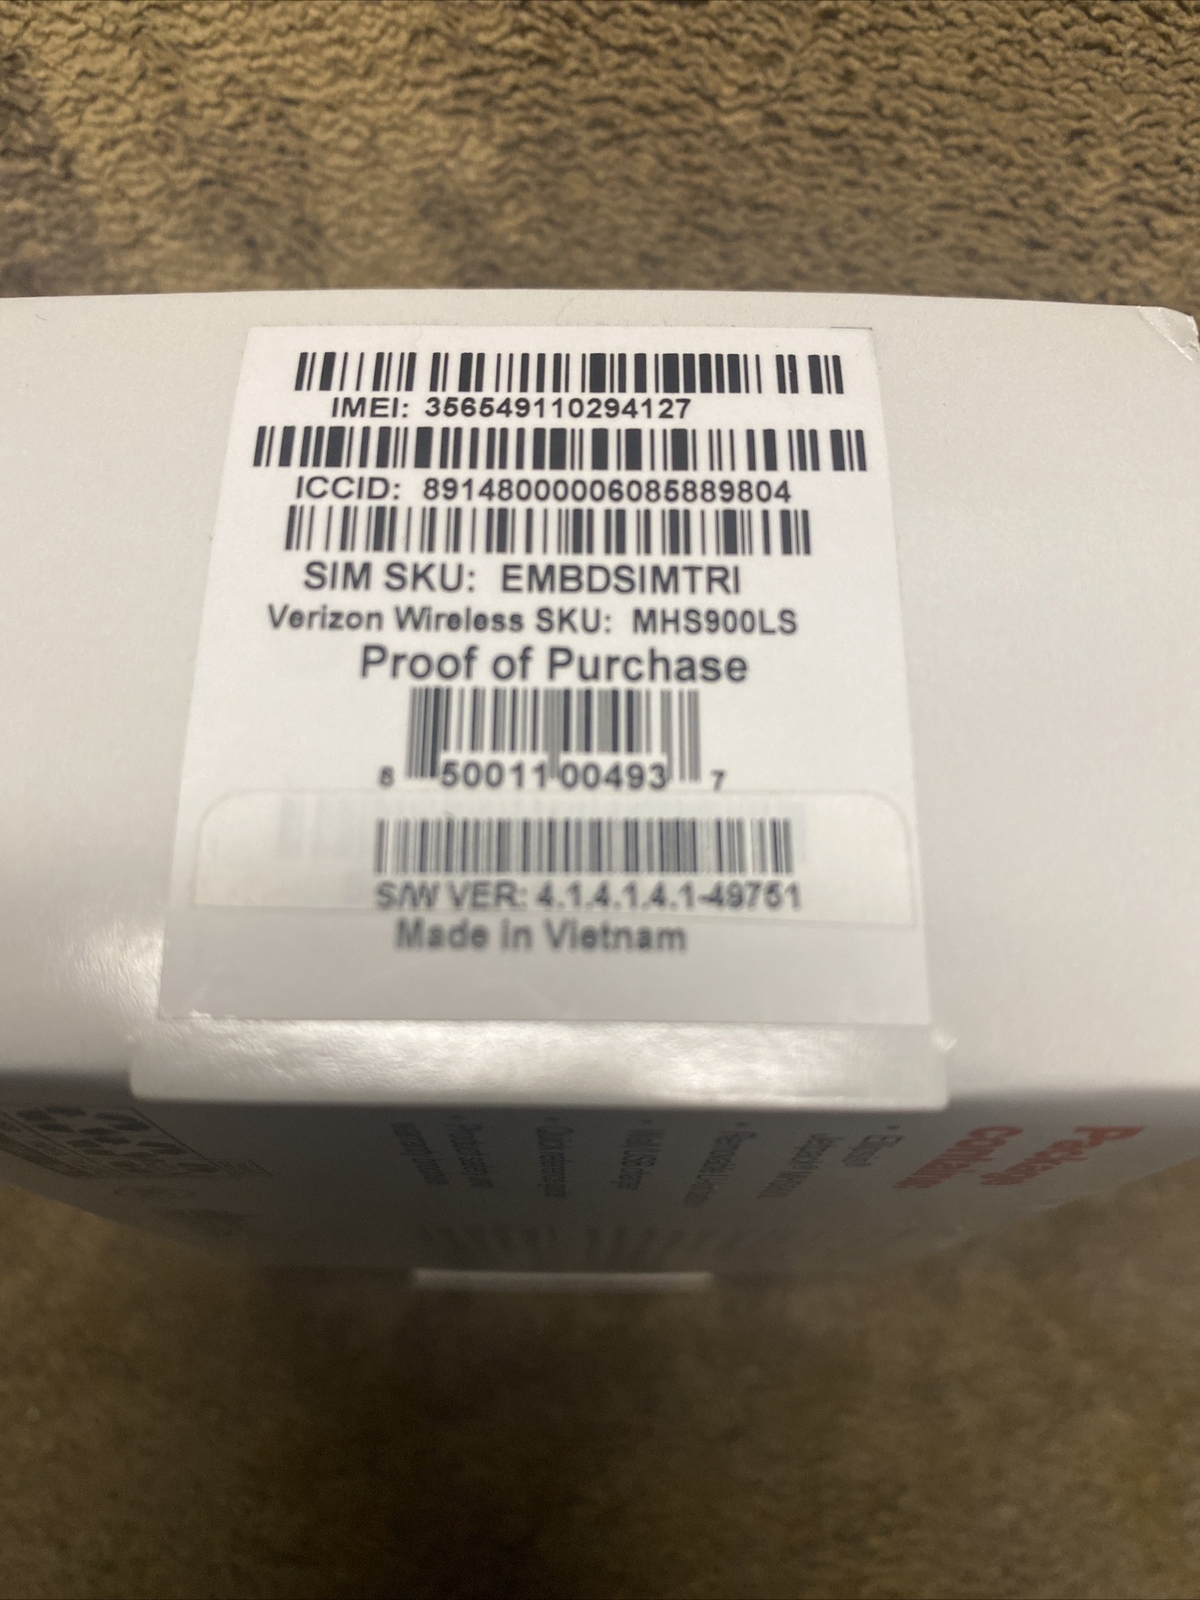 IMEI: 356549110294127
ICCID: 89148000006085889804
SIM SKU: EMBDSIMTRI
Verizon Wireless SKU: MHS900LS
Proof of Purchase
8 50011 00493 7
S/W VER: 4.1.4.1.4.1-49751
Made in Vietnam
Package